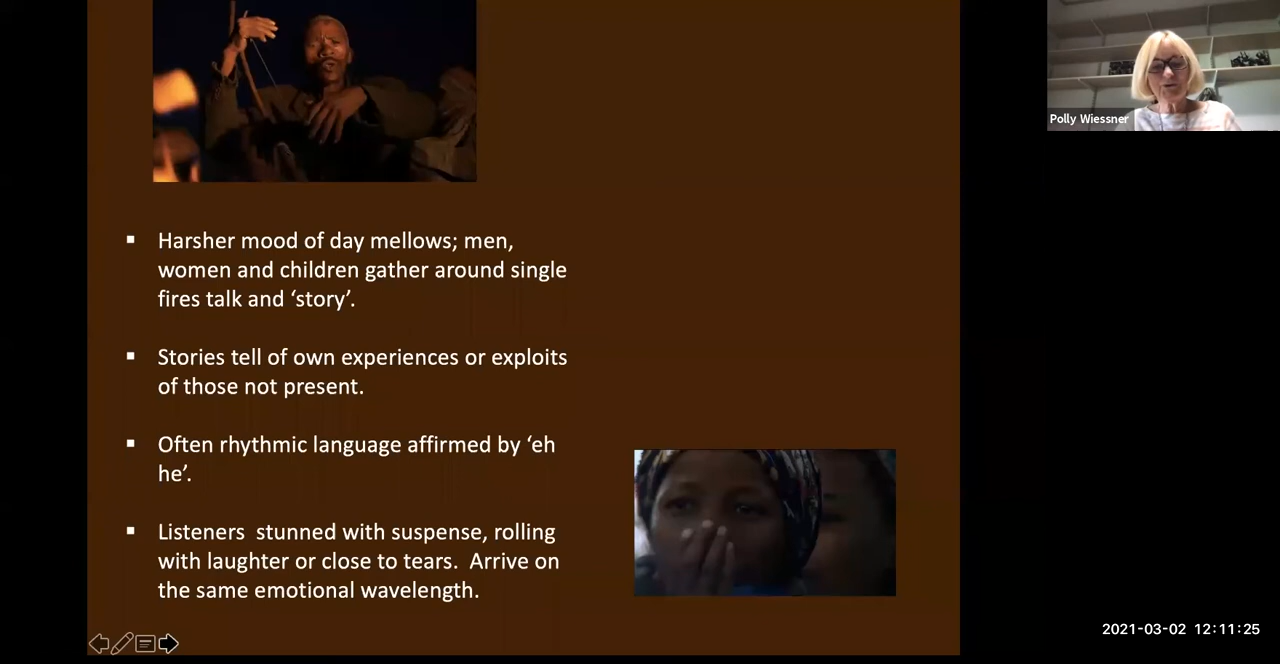 Polly Wiessner
▪ Harsher mood of day mellows; men,
women and children gather around single
fires talk and ‘story’.
▪ Stories tell of own experiences or exploits
of those not present.
▪ Often rhythmic language affirmed by ‘eh
he’.
▪ Listeners  stunned with suspense, rolling
with laughter or close to tears.  Arrive on
the same emotional wavelength.
2021-03-02 12:11:25